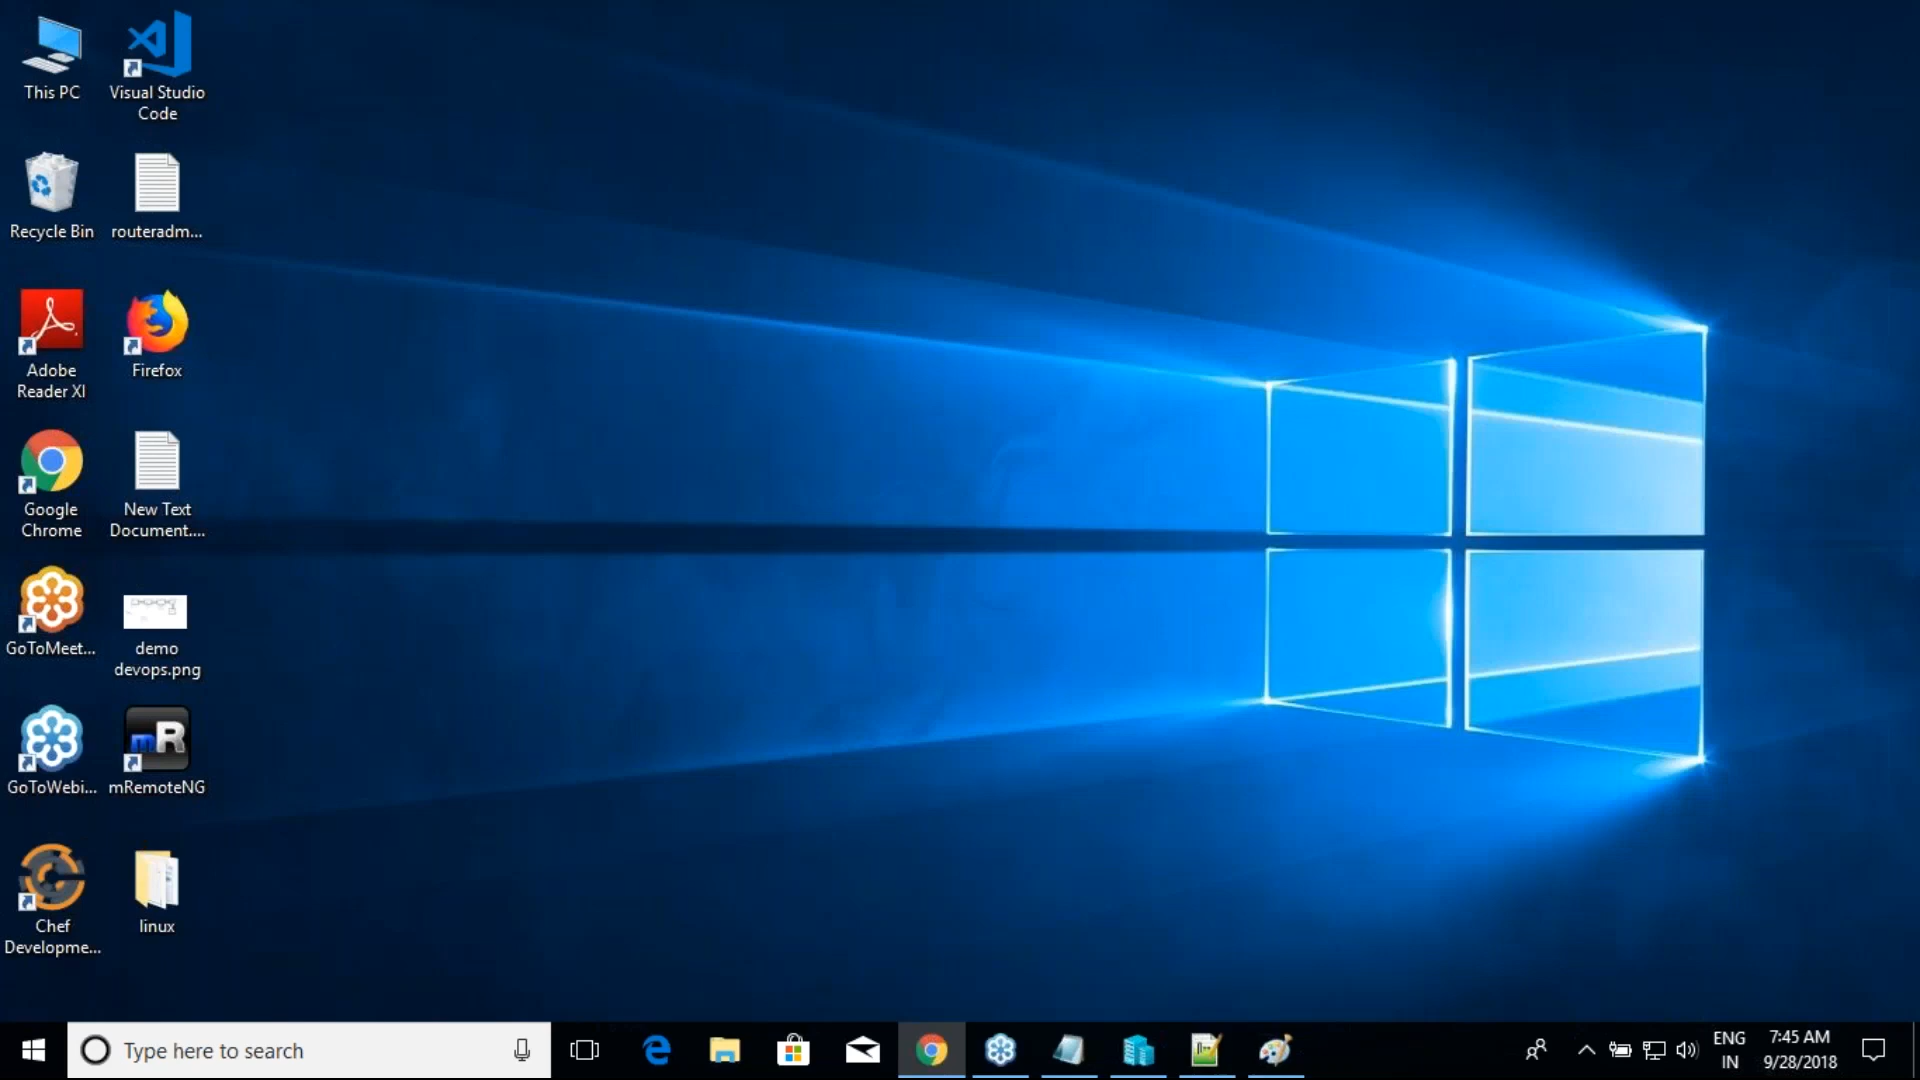 This PC
Visual Studio
Code
Recycle Bin
routeradm...
Adobe
Reader XI
Firefox
Google
Chrome
New Text
Document....
GoToMeet...
demo
devops.png
GoToWebi...
mR
mRemoteNG
Chef
Developme...
linux
Type here to search
ENG
IN
7:45 AM
9/28/2018